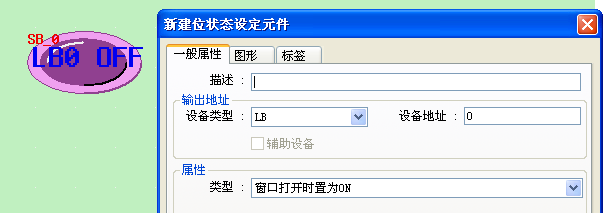 SB_0
LB0 OFF
新建位状态设定元件
一般属性 图形 标签
描述 :
输出地址
设备类型 : LB 设备地址 : 0
辅助设备
属性
类型 : 窗口打开时置为ON